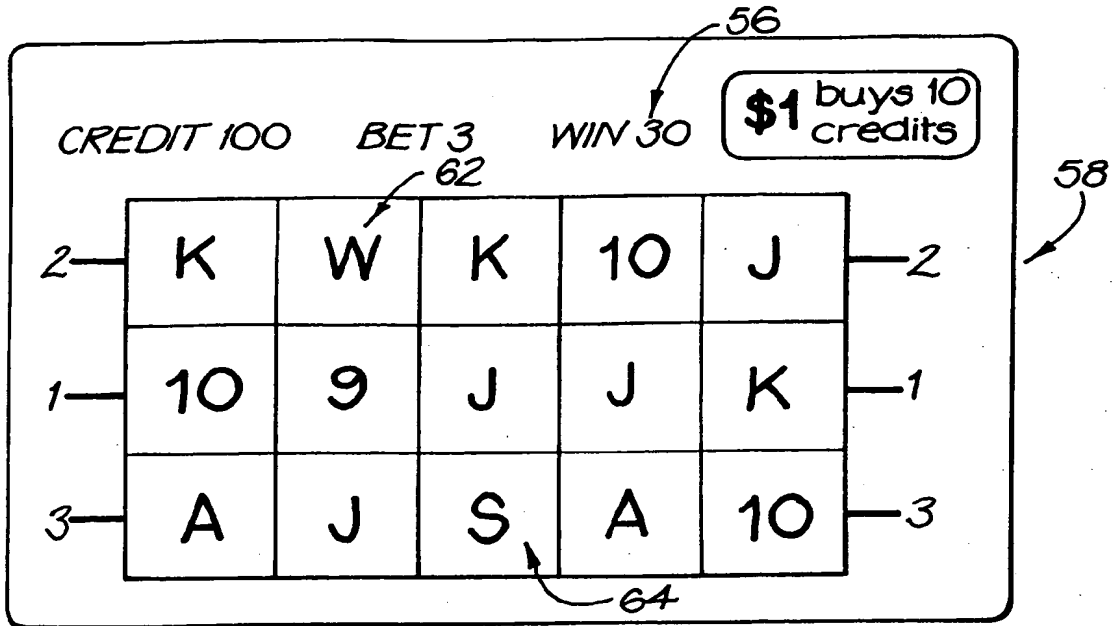 56
CREDIT 100 BET 3 WIN 30 $1 buys 10 credits
62
58
2 K W K 10 J 2
1 10 9 J J K 1
3 A J S A 10 3
64